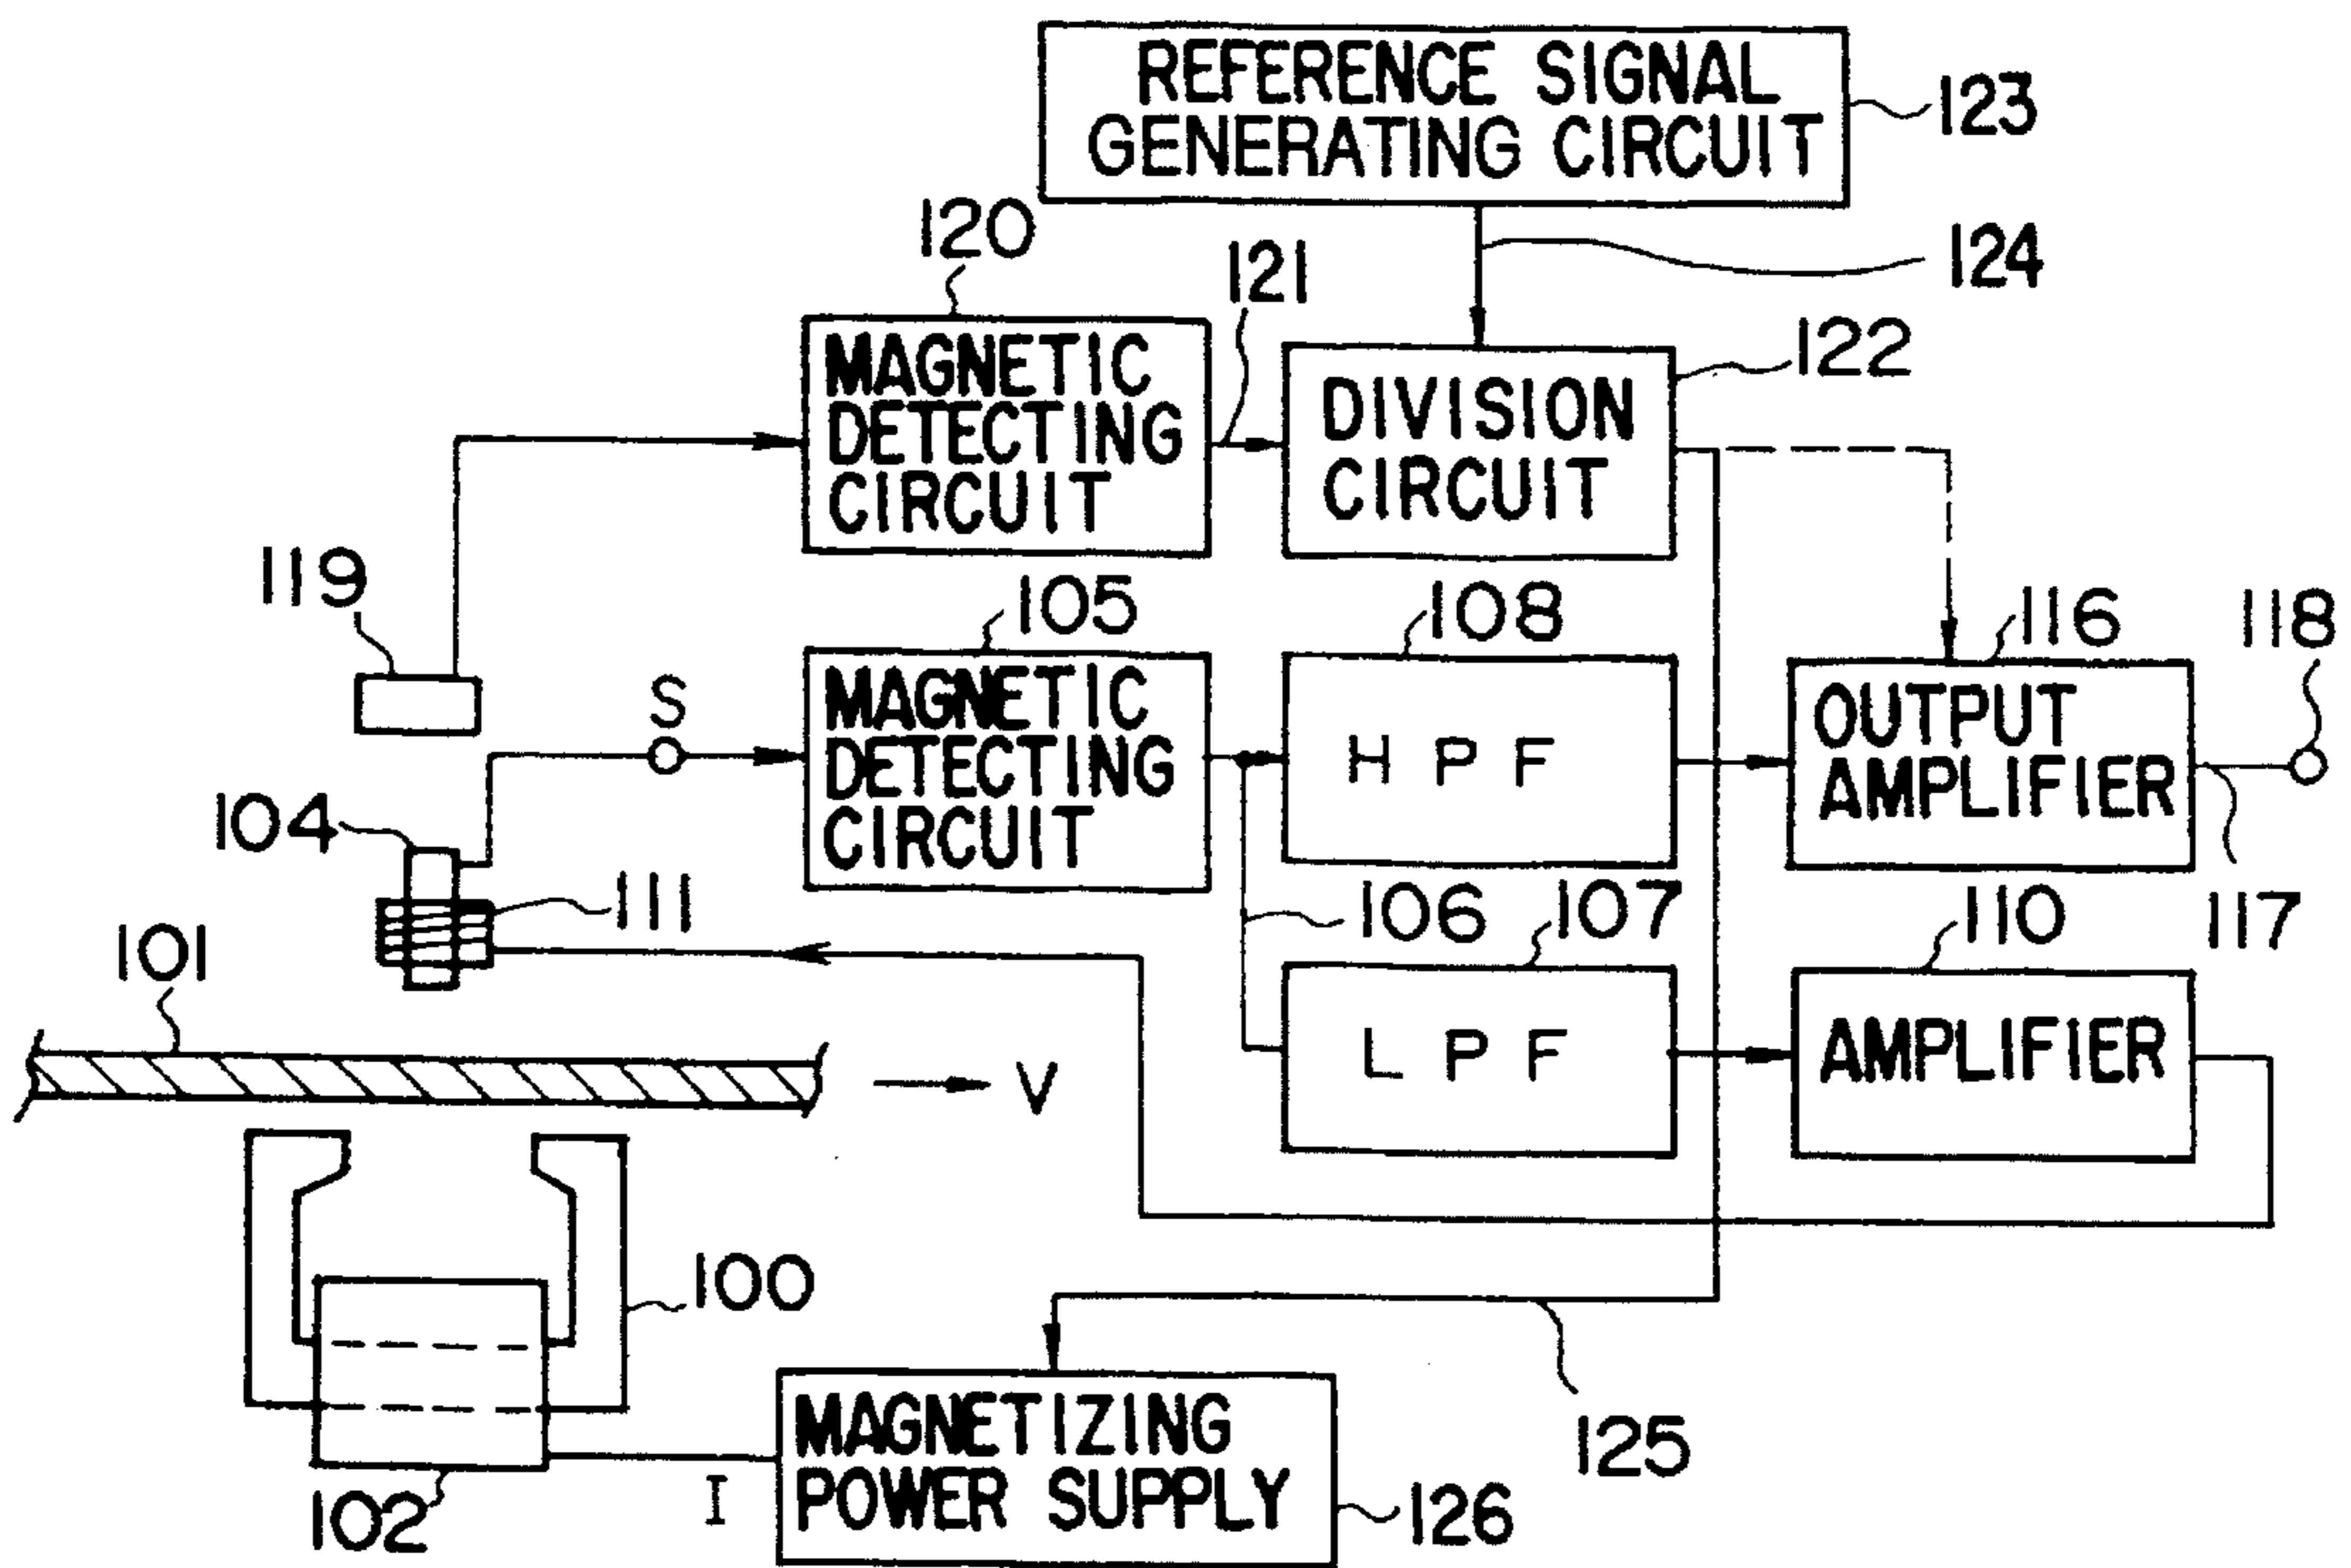 REFERENCE SIGNAL
GENERATING CIRCUIT
123
120
121
124
122
MAGNETIC
DETECTING
CIRCUIT
DIVISION
CIRCUIT
119
105
108
116
118
S
MAGNETIC
DETECTING
CIRCUIT
H P F
OUTPUT
AMPLIFIER
104
111
106
107
110
117
101
L P F
AMPLIFIER
V
100
125
MAGNETIZING
POWER SUPPLY
102
I
126